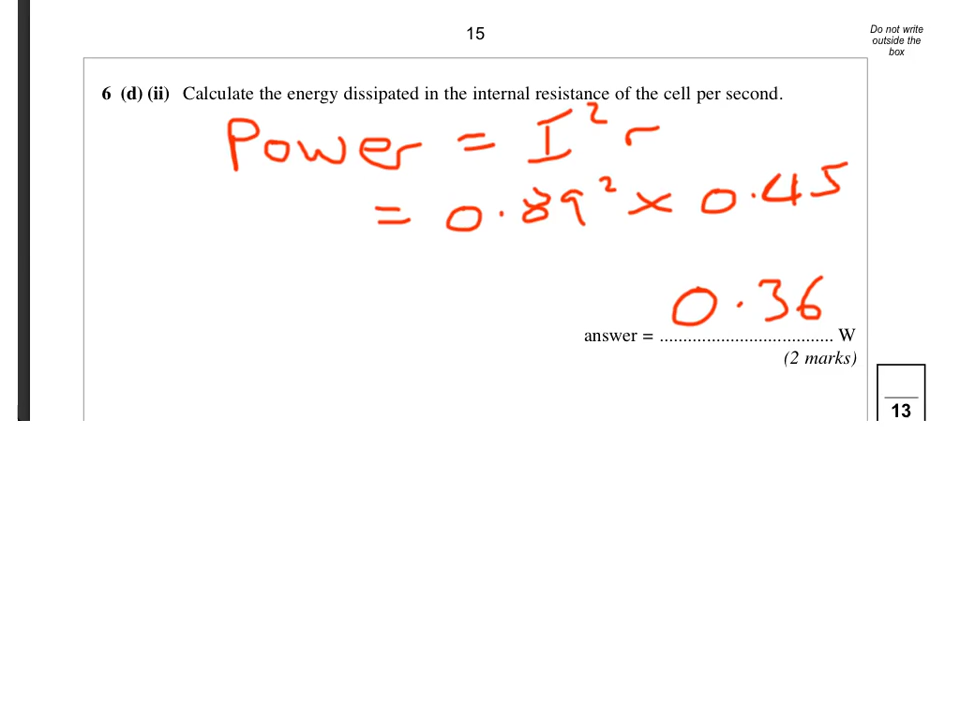 15
Do not write
outside the
box
6 (d) (ii) Calculate the energy dissipated in the internal resistance of the cell per second.
Power = I² r
= 0.89² × 0.45
0.36
answer = ..................................... W
(2 marks)
13